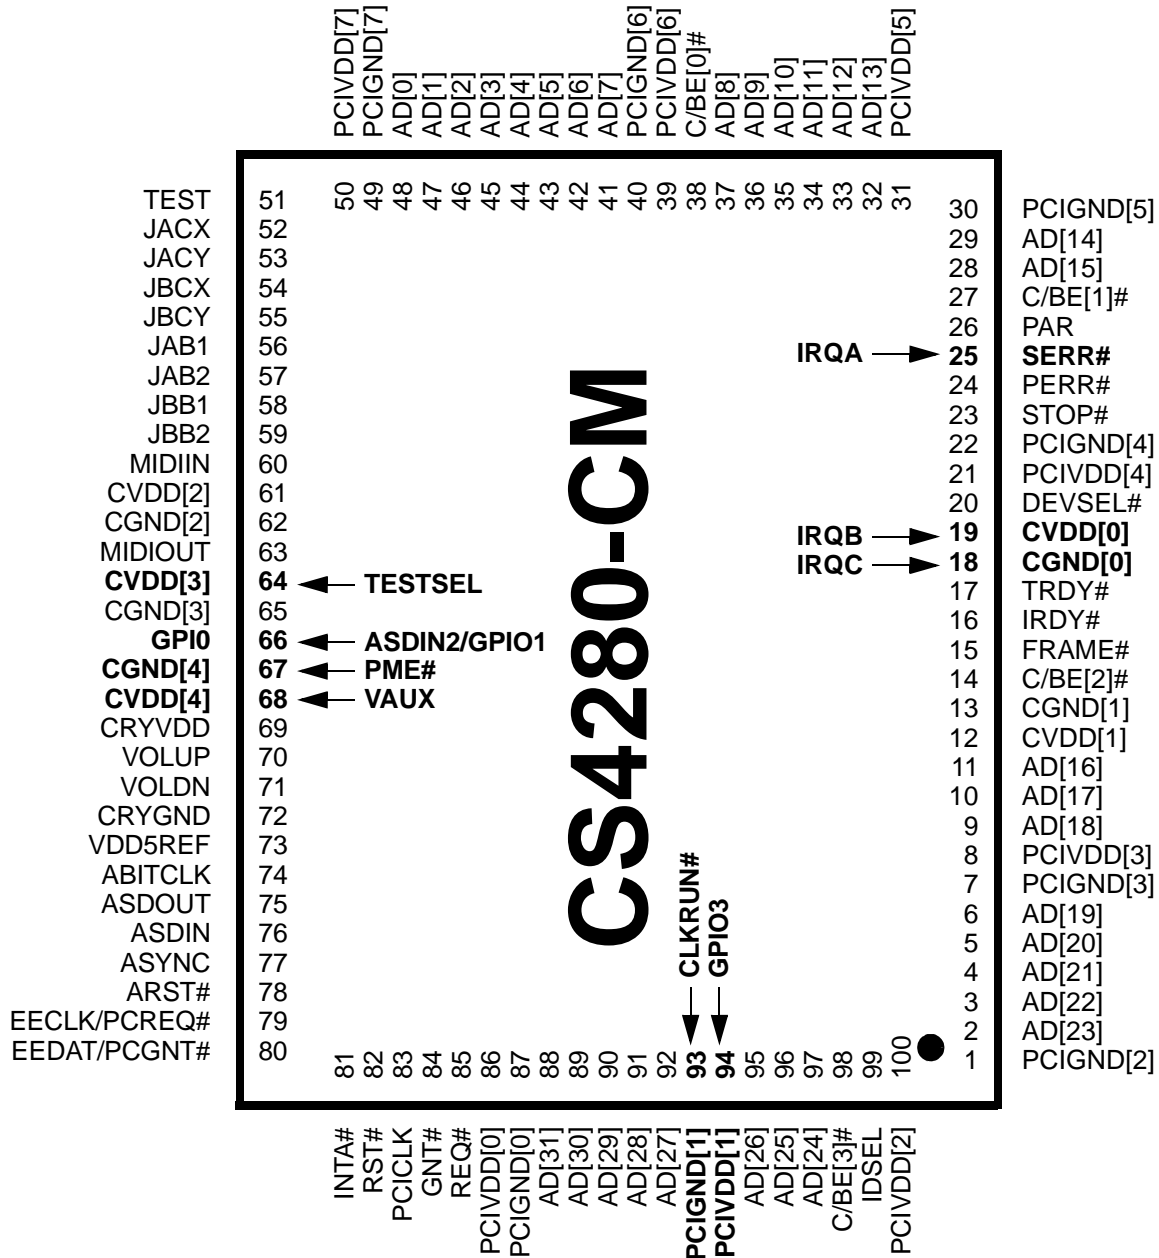 PCIVDD[7]
PCIGND[7]
AD[0]
AD[1]
AD[2]
AD[3]
AD[4]
AD[5]
AD[6]
AD[7]
PCIGND[6]
PCIVDD[6]
C/BE[0]#
AD[8]
AD[9]
AD[10]
AD[11]
AD[12]
AD[13]
PCIVDD[5]
50
49
48
47
46
45
44
43
42
41
40
39
38
37
36
35
34
33
32
31
TEST 51
JACX 52
JACY 53
JBCX 54
JBCY 55
JAB1 56
JAB2 57
JBB1 58
JBB2 59
MIDIIN 60
CVDD[2] 61
CGND[2] 62
MIDIOUT 63
CVDD[3] 64 TESTSEL
CGND[3] 65
GPI0 66 ASDIN2/GPIO1
CGND[4] 67 PME#
CVDD[4] 68 VAUX
CRYVDD 69
VOLUP 70
VOLDN 71
CRYGND 72
VDD5REF 73
ABITCLK 74
ASDOUT 75
ASDIN 76
ASYNC 77
ARST# 78
EECLK/PCREQ# 79
EEDAT/PCGNT# 80
CS4280-CM
30 PCIGND[5]
29 AD[14]
28 AD[15]
27 C/BE[1]#
26 PAR
IRQA 25 SERR#
24 PERR#
23 STOP#
22 PCIGND[4]
21 PCIVDD[4]
20 DEVSEL#
IRQB 19 CVDD[0]
IRQC 18 CGND[0]
17 TRDY#
16 IRDY#
15 FRAME#
14 C/BE[2]#
13 CGND[1]
12 CVDD[1]
11 AD[16]
10 AD[17]
9 AD[18]
8 PCIVDD[3]
7 PCIGND[3]
6 AD[19]
5 AD[20]
4 AD[21]
3 AD[22]
2 AD[23]
1 PCIGND[2]
CLKRUN#
GPIO3
81
82
83
84
85
86
87
88
89
90
91
92
93
94
95
96
97
98
99
100
INTA#
RST#
PCICLK
GNT#
REQ#
PCIVDD[0]
PCIGND[0]
AD[31]
AD[30]
AD[29]
AD[28]
AD[27]
PCIGND[1]
PCIVDD[1]
AD[26]
AD[25]
AD[24]
C/BE[3]#
IDSEL
PCIVDD[2]